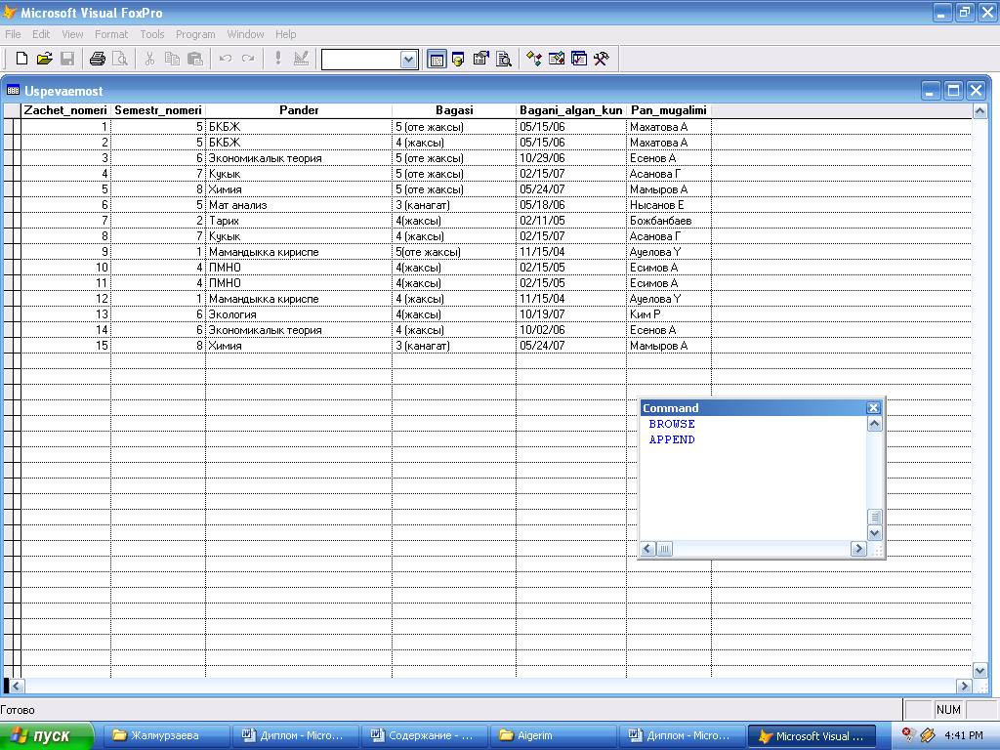 Microsoft Visual FoxPro
File Edit View Format Tools Program Window Help
Uspevaemost
Zachet_nomeri Semestr_nomeri Pander Bagasi Bagani_algan_kun Pan_mugalimi
1 5 БКБЖ 5 (оте жаксы) 05/15/06 Махатова А
2 5 БКБЖ 4 (жаксы) 05/15/06 Махатова А
3 6 Экономикалык теория 5 (оте жаксы) 10/29/06 Есенов А
4 7 Кукык 5 (оте жаксы) 02/15/07 Асанова Г
5 8 Химия 5 (оте жаксы) 05/24/07 Мамыров А
6 5 Мат анализ 3 (канагат) 05/18/06 Нысанов Е
7 2 Тарих 4(жаксы) 02/11/05 Божбанбаев
8 7 Кукык 4 (жаксы) 02/15/07 Асанова Г
9 1 Мамандыкка кириспе 5(оте жаксы) 11/15/04 Ауелова У
10 4 ПМНО 4(жаксы) 02/15/05 Есимов А
11 4 ПМНО 4(жаксы) 02/15/05 Есимов А
12 1 Мамандыкка кириспе 4 (жаксы) 11/15/04 Ауелова У
13 6 Экология 4(жаксы) 10/19/07 Ким Р
14 6 Экономикалык теория 4 (жаксы) 10/02/06 Есенов А
15 8 Химия 3 (канагат) 05/24/07 Мамыров А
Command
BROWSE
APPEND
Готово NUM
пуск Жалмурзаева Диплом - Micro... Содержание - ... Aigerim Диплом - Micro... Microsoft Visual ... 4:41 PM